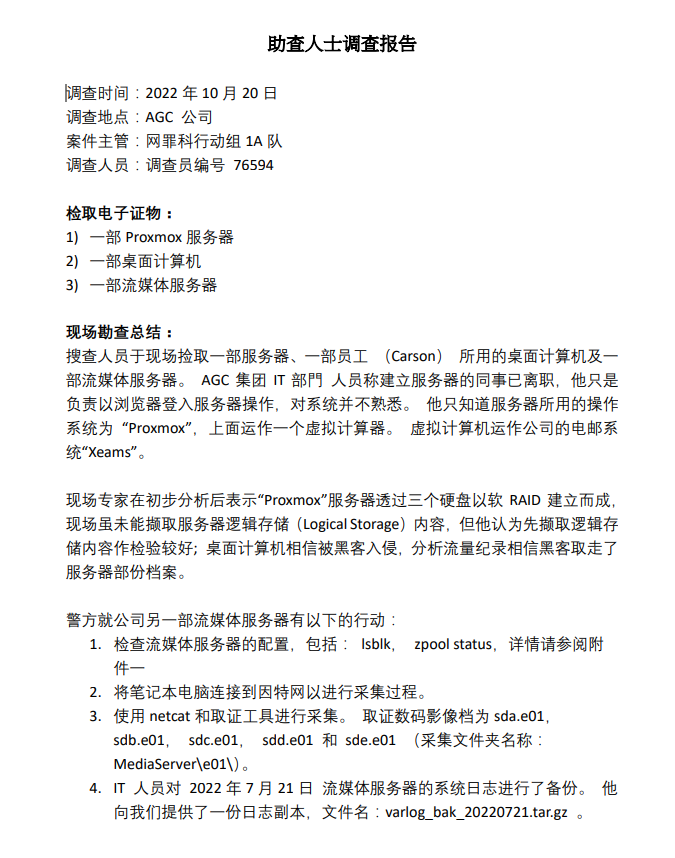 助查人士调查报告
调查时间：2022 年 10 月 20 日
调查地点：AGC 公司
案件主管：网罪科行动组 1A 队
调查人员：调查员编号 76594
检取电子证物：
1) 一部 Proxmox 服务器
2) 一部桌面计算机
3) 一部流媒体服务器
现场勘查总结：
搜查人员于现场捡取一部服务器、一部员工 （Carson） 所用的桌面计算机及一
部流媒体服务器。 AGC 集团 IT 部門 人员称建立服务器的同事已离职，他只是
负责以浏览器登入服务器操作，对系统并不熟悉。 他只知道服务器所用的操作
系统为 “Proxmox”，上面运作一个虚拟计算器。 虚拟计算机运作公司的电邮系
统“Xeams”。
现场专家在初步分析后表示“Proxmox”服务器透过三个硬盘以软 RAID 建立而成，
现场虽未能撷取服务器逻辑存储（Logical Storage）内容，但他认为先撷取逻辑存
储内容作检验较好; 桌面计算机相信被黑客入侵，分析流量纪录相信黑客取走了
服务器部份档案。
警方就公司另一部流媒体服务器有以下的行动：
1. 检查流媒体服务器的配置，包括： lsblk， zpool status，详情请参阅附
件一
2. 将笔记本电脑连接到因特网以进行采集过程。
3. 使用 netcat 和取证工具进行采集。 取证数码影像档为 sda.e01，
sdb.e01， sdc.e01， sdd.e01 和 sde.e01 （采集文件夹名称：
MediaServer\e01\）。
4. IT 人员对 2022 年 7 月 21 日 流媒体服务器的系统日志进行了备份。 他
向我们提供了一份日志副本，文件名：varlog_bak_20220721.tar.gz 。